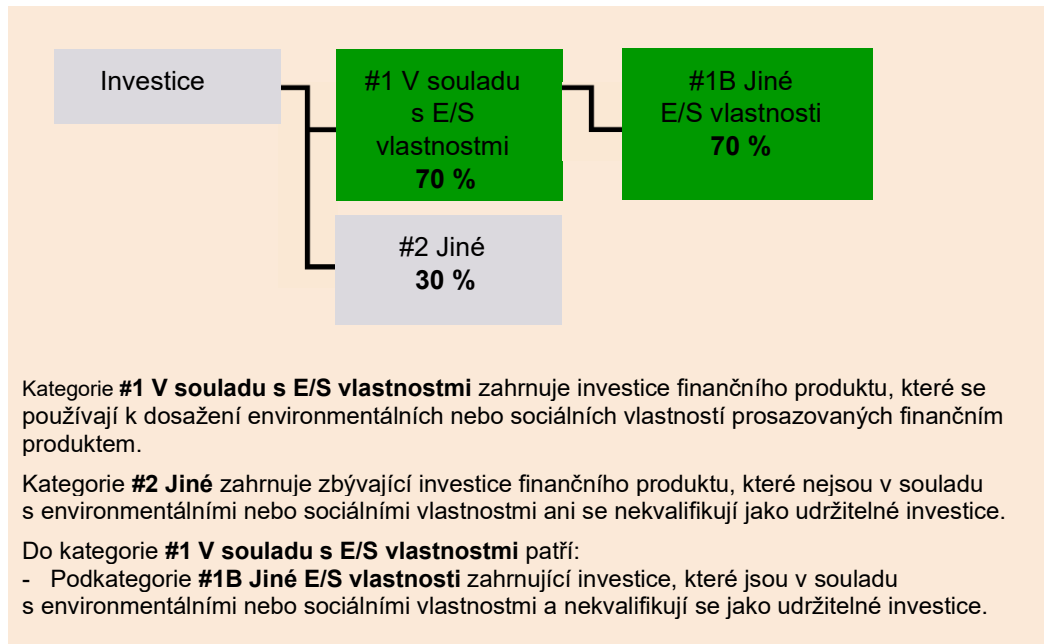 Investice
#1 V souladu
s E/S
vlastnostmi
70 %
#1B Jiné
E/S vlastnosti
70 %
#2 Jiné
30 %
Kategorie #1 V souladu s E/S vlastnostmi zahrnuje investice finančního produktu, které se
používají k dosažení environmentálních nebo sociálních vlastností prosazovaných finančním
produktem.
Kategorie #2 Jiné zahrnuje zbývající investice finančního produktu, které nejsou v souladu
s environmentálními nebo sociálními vlastnostmi ani se nekvalifikují jako udržitelné investice.
Do kategorie #1 V souladu s E/S vlastnostmi patří:
- Podkategorie #1B Jiné E/S vlastnosti zahrnující investice, které jsou v souladu
s environmentálními nebo sociálními vlastnostmi a nekvalifikují se jako udržitelné investice.